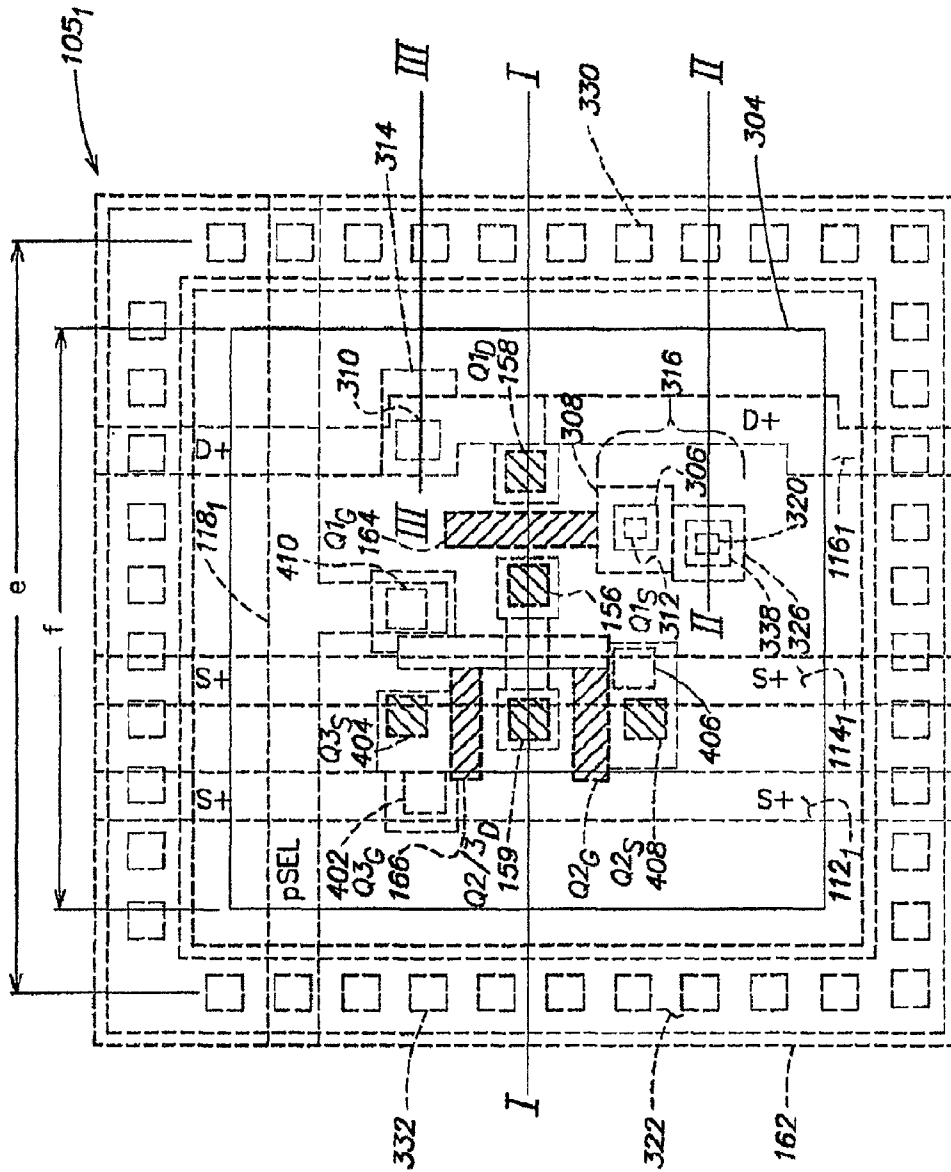 105₁
e
f
118₁
III
314
I
330
II
304
310
Q1D
158
D+
308
316
D+
306
320
III
Q1G
164
410
156
Q1S
312
II
338
326
116₁
S+
S+
114₁
Q3S
404
406
S+
S+
112₁
pSEL
402
Q3G
166
Q2/3D
159
Q2G
Q2S
408
332
I
322
162